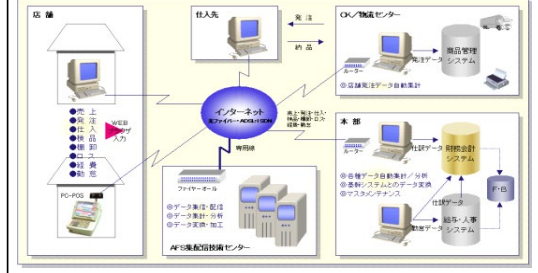 店 舗
●売 上
●発 注
●仕 入
●検 品
●棚 卸
●ロ ス
●経 費
●勤 怠
WEB
入力
PC-POS
仕入先
発 注
納 品
CK/物流センター
ルーター
発注データ
商品管理
システム
◎店舗発注データ自動集計
インターネット
光ファイバー・ADSL・ISDN
売上・発注・仕入・
検品・棚卸・ロス・
経費・勤怠
専用線
ファイヤーオール
◎データ集信・配信
◎データ集計・分析
◎データ変換・加工
AFS集配信技術センター
本 部
ルーター
仕訳データ
財務会計
システム
◎各種データ自動集計/分析
◎基幹システムとのデータ変換
◎マスタメンテナンス
F・B
仕訳データ
勤怠データ
給与・人事
システム